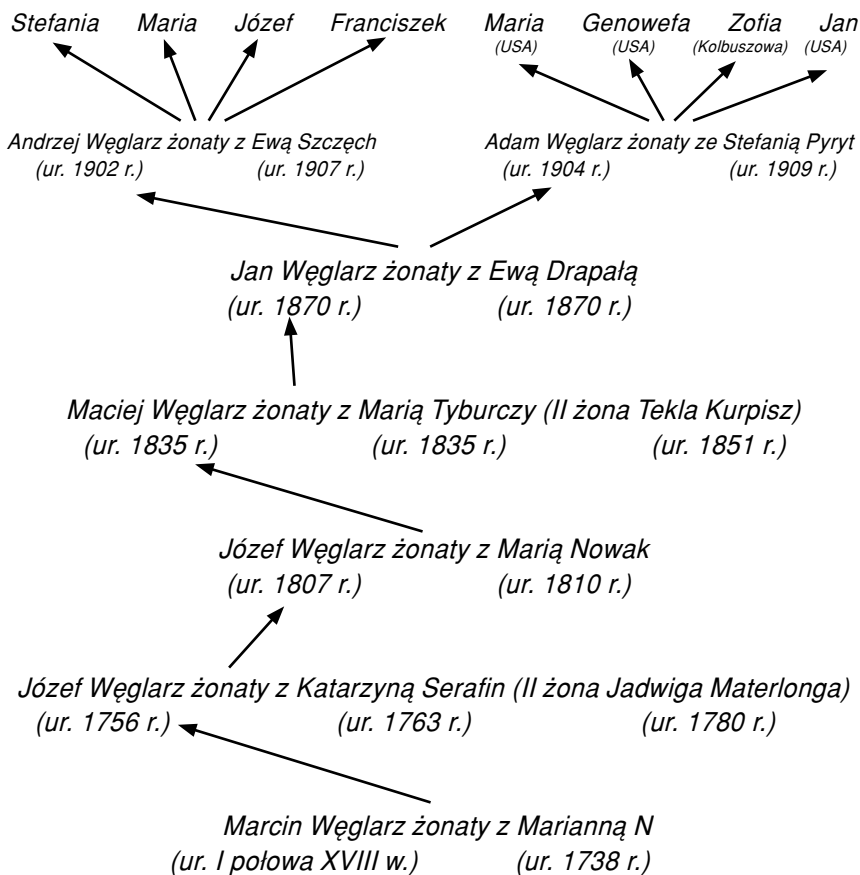 Stefania Maria Józef Franciszek Maria Genowefa Zofia Jan
(USA) (USA) (Kolbuszowa) (USA)
Andrzej Węglarz żonaty z Ewą Szczęch Adam Węglarz żonaty ze Stefanią Pyryt
(ur. 1902 r.) (ur. 1907 r.) (ur. 1904 r.) (ur. 1909 r.)
Jan Węglarz żonaty z Ewą Drapałą
(ur. 1870 r.) (ur. 1870 r.)
Maciej Węglarz żonaty z Marią Tyburczy (II żona Tekla Kurpisz)
(ur. 1835 r.) (ur. 1835 r.) (ur. 1851 r.)
Józef Węglarz żonaty z Marią Nowak
(ur. 1807 r.) (ur. 1810 r.)
Józef Węglarz żonaty z Katarzyną Serafin (II żona Jadwiga Materlonga)
(ur. 1756 r.) (ur. 1763 r.) (ur. 1780 r.)
Marcin Węglarz żonaty z Marianną N
(ur. I połowa XVIII w.) (ur. 1738 r.)